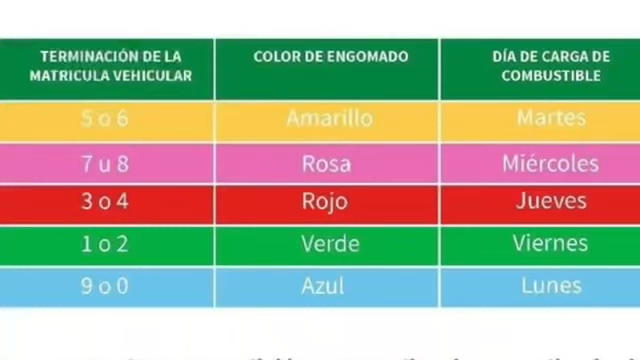 TERMINACIÓN DE LA COLOR DE ENGOMADO DÍA DE CARGA DE
MATRICULA VEHICULAR COMBUSTIBLE
5 o 6 Amarillo Martes
7 u 8 Rosa Miércoles
3 o 4 Rojo Jueves
1 o 2 Verde Viernes
9 o 0 Azul Lunes